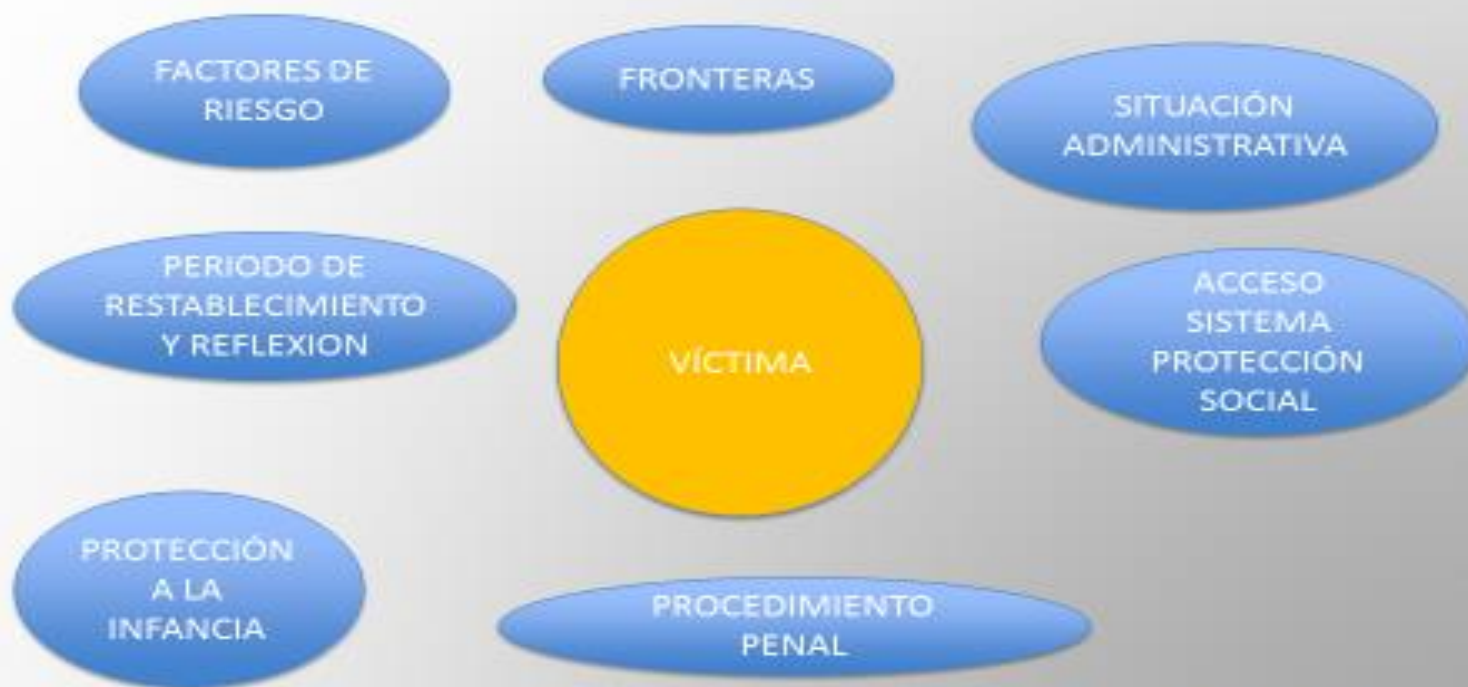 FACTORES DE
RIESGO
FRONTERAS
SITUACIÓN
ADMINISTRATIVA
PERIODO DE
RESTABLECIMIENTO
Y REFLEXION
VÍCTIMA
ACCESO
SISTEMA
PROTECCIÓN
SOCIAL
PROTECCIÓN
A LA
INFANCIA
PROCEDIMIENTO
PENAL